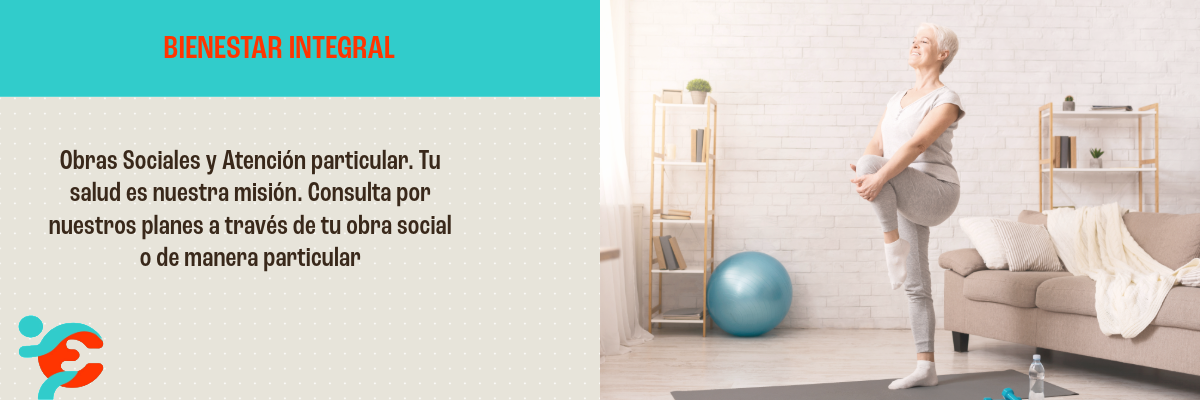 BIENESTAR INTEGRAL
Obras Sociales y Atención particular. Tu
salud es nuestra misión. Consulta por
nuestros planes a través de tu obra social
o de manera particular